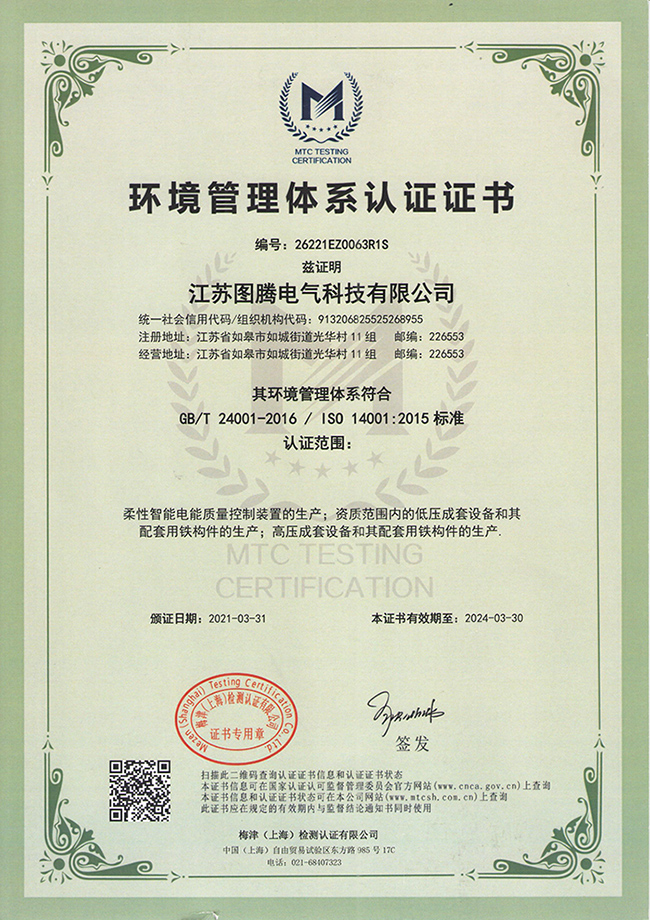 M
MTC TESTING
CERTIFICATION
环境管理体系认证证书
编号：26221EZ0063R1S
兹证明
江苏图腾电气科技有限公司
统一社会信用代码/组织机构代码：913206825525268955
注册地址：江苏省如皋市如城街道光华村 11 组 邮编：226553
经营地址：江苏省如皋市如城街道光华村 11 组 邮编：226553
其环境管理体系符合
GB/T 24001-2016 / ISO 14001:2015 标准
认证范围：
柔性智能电能质量控制装置的生产；资质范围内的低压成套设备和其
配套用铁构件的生产；高压成套设备和其配套用铁构件的生产.
MTC TESTING
CERTIFICATION
颁证日期：2021-03-31 本证书有效期至：2024-03-30
Mezen (Shanghai) Testing Certification Co., Ltd.
梅津(上海)检测认证有限公司
证书专用章
签发
扫描此二维码查询认证证书信息和认证证书状态
本证书信息可在国家认证认可监督管理委员会官方网站(www.cnca.gov.cn)上查询
本证书信息和认证证书状态可在本公司网站(www.mtcsh.com.cn)上查询
此证书应在规定的有效期内与监督结论通知书同时使用
梅津（上海）检测认证有限公司
中国（上海）自由贸易试验区东方路 985 号 17C
电话：021-68407323